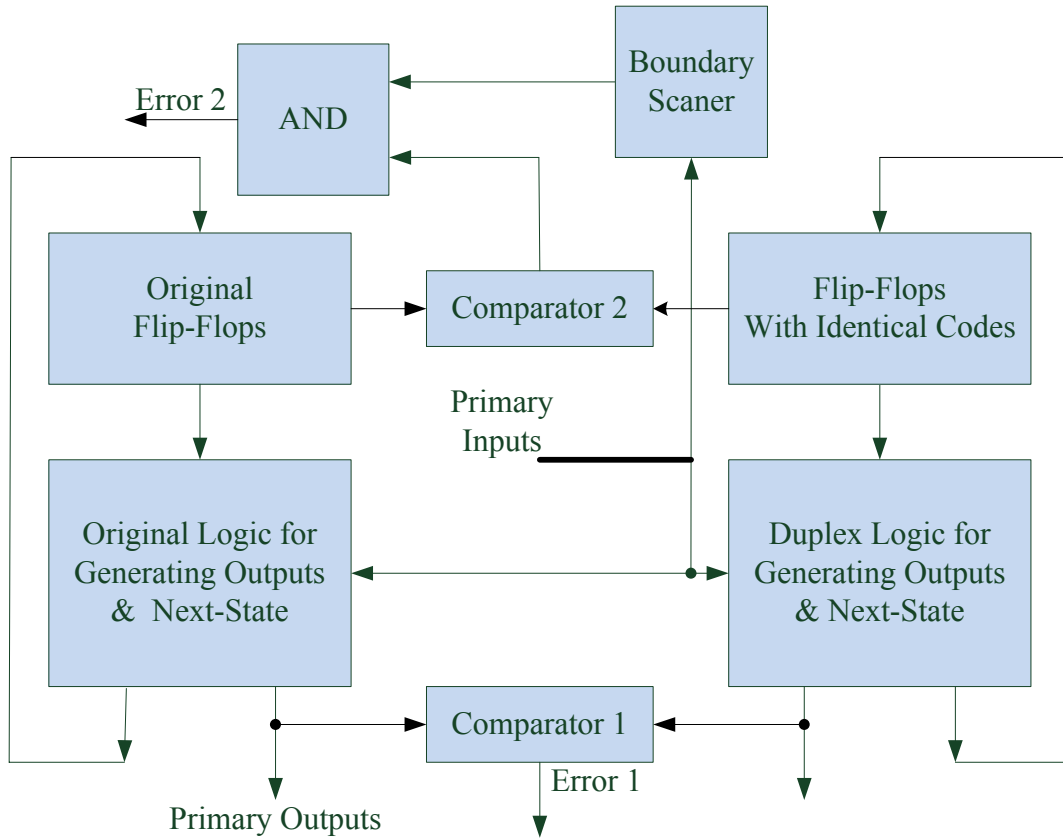 Boundary
Scaner
Error 2
AND
Original
Flip-Flops
Comparator 2
Flip-Flops
With Identical Codes
Primary
Inputs
Original Logic for
Generating Outputs
& Next-State
Duplex Logic for
Generating Outputs
& Next-State
Comparator 1
Error 1
Primary Outputs